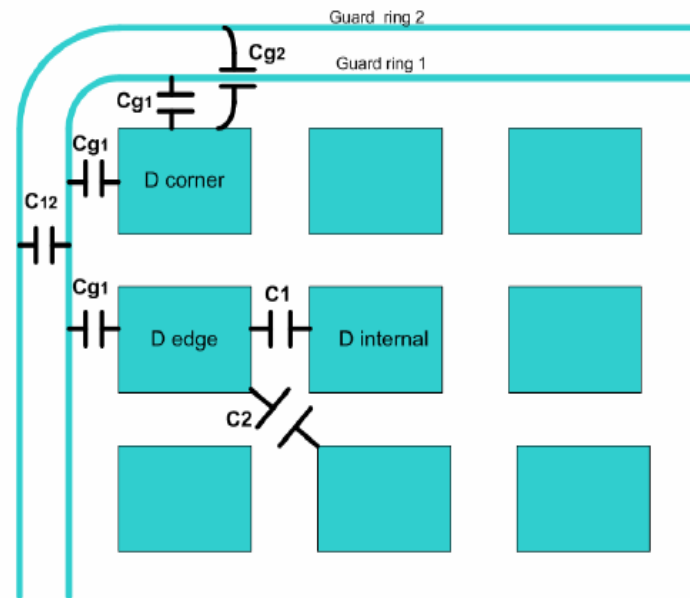 Guard ring 2
Cg2
Guard ring 1
Cg1
Cg1
D corner
C12
Cg1
C1
D edge
D internal
C2